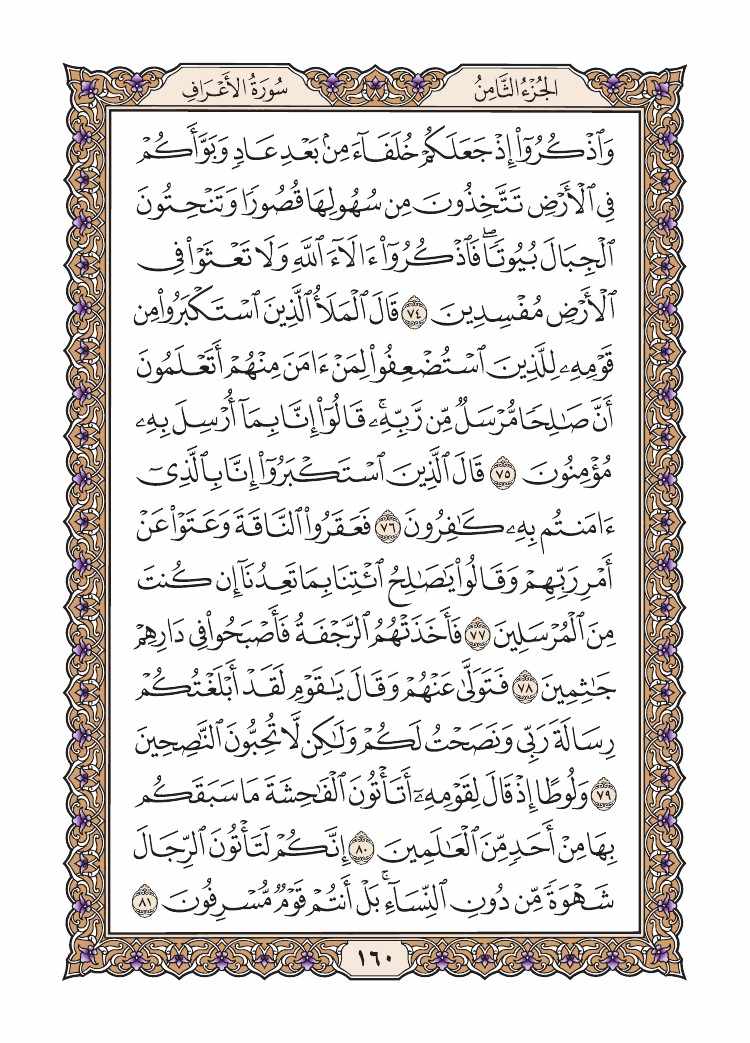 الجُزْءُ الثَّامِنُ
سُورَةُ الأَعْرَافِ
وَٱذْكُرُوٓا۟ إِذْ جَعَلَكُمْ خُلَفَآءَ مِنۢ بَعْدِ عَادٍ وَبَوَّأَكُمْ
فِى ٱلْأَرْضِ تَتَّخِذُونَ مِن سُهُولِهَا قُصُورًا وَتَنْحِتُونَ
ٱلْجِبَالَ بُيُوتًاۖ فَٱذْكُرُوٓا۟ ءَالَآءَ ٱللَّهِ وَلَا تَعْثَوْا۟ فِى
ٱلْأَرْضِ مُفْسِدِينَ ٧٤ قَالَ ٱلْمَلَأُ ٱلَّذِينَ ٱسْتَكْبَرُوا۟ مِن
قَوْمِهِۦ لِلَّذِينَ ٱسْتُضْعِفُوا۟ لِمَنْ ءَامَنَ مِنْهُمْ أَتَعْلَمُونَ
أَنَّ صَٰلِحًا مُّرْسَلٌ مِّن رَّبِّهِۦۚ قَالُوٓا۟ إِنَّا بِمَآ أُرْسِلَ بِهِۦ
مُؤْمِنُونَ ٧٥ قَالَ ٱلَّذِينَ ٱسْتَكْبَرُوٓا۟ إِنَّا بِٱلَّذِىٓ
ءَامَنتُم بِهِۦ كَٰفِرُونَ ٧٦ فَعَقَرُوا۟ ٱلنَّاقَةَ وَعَتَوْا۟ عَنْ
أَمْرِ رَبِّهِمْ وَقَالُوا۟ يَٰصَٰلِحُ ٱئْتِنَا بِمَا تَعِدُنَآ إِن كُنتَ
مِنَ ٱلْمُرْسَلِينَ ٧٧ فَأَخَذَتْهُمُ ٱلرَّجْفَةُ فَأَصْبَحُوا۟ فِى دَارِهِمْ
جَٰثِمِينَ ٧٨ فَتَوَلَّىٰ عَنْهُمْ وَقَالَ يَٰقَوْمِ لَقَدْ أَبْلَغْتُكُمْ
رِسَالَةَ رَبِّى وَنَصَحْتُ لَكُمْ وَلَٰكِن لَّا تُحِبُّونَ ٱلنَّٰصِحِينَ
٧٩ وَلُوطًا إِذْ قَالَ لِقَوْمِهِۦٓ أَتَأْتُونَ ٱلْفَٰحِشَةَ مَا سَبَقَكُم
بِهَا مِنْ أَحَدٍ مِّنَ ٱلْعَٰلَمِينَ ٨٠ إِنَّكُمْ لَتَأْتُونَ ٱلرِّجَالَ
شَهْوَةً مِّن دُونِ ٱلنِّسَآءِۚ بَلْ أَنتُمْ قَوْمٌ مُّسْرِفُونَ ٨١
١٦٠